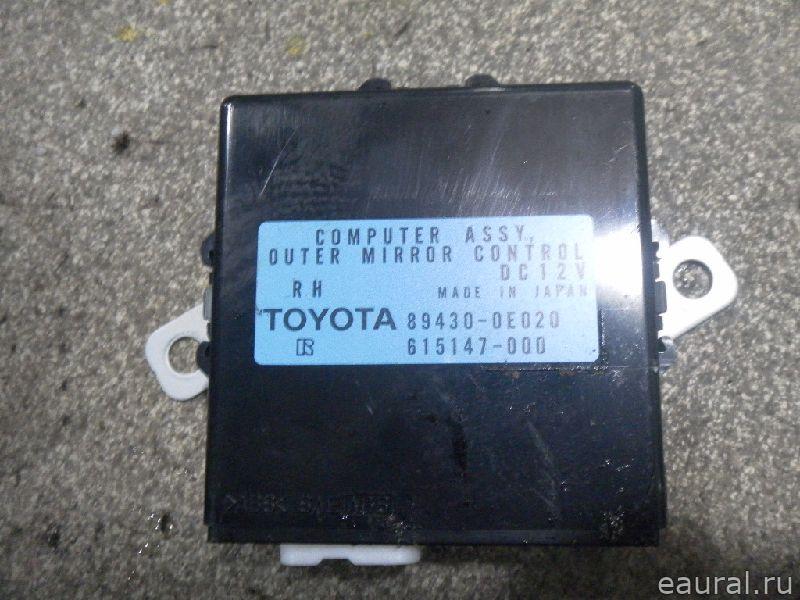 COMPUTER ASSY,
OUTER MIRROR CONTROL
DC12V
RH MADE IN JAPAN
TOYOTA 89430-0E020
615147-000
eaural.ru